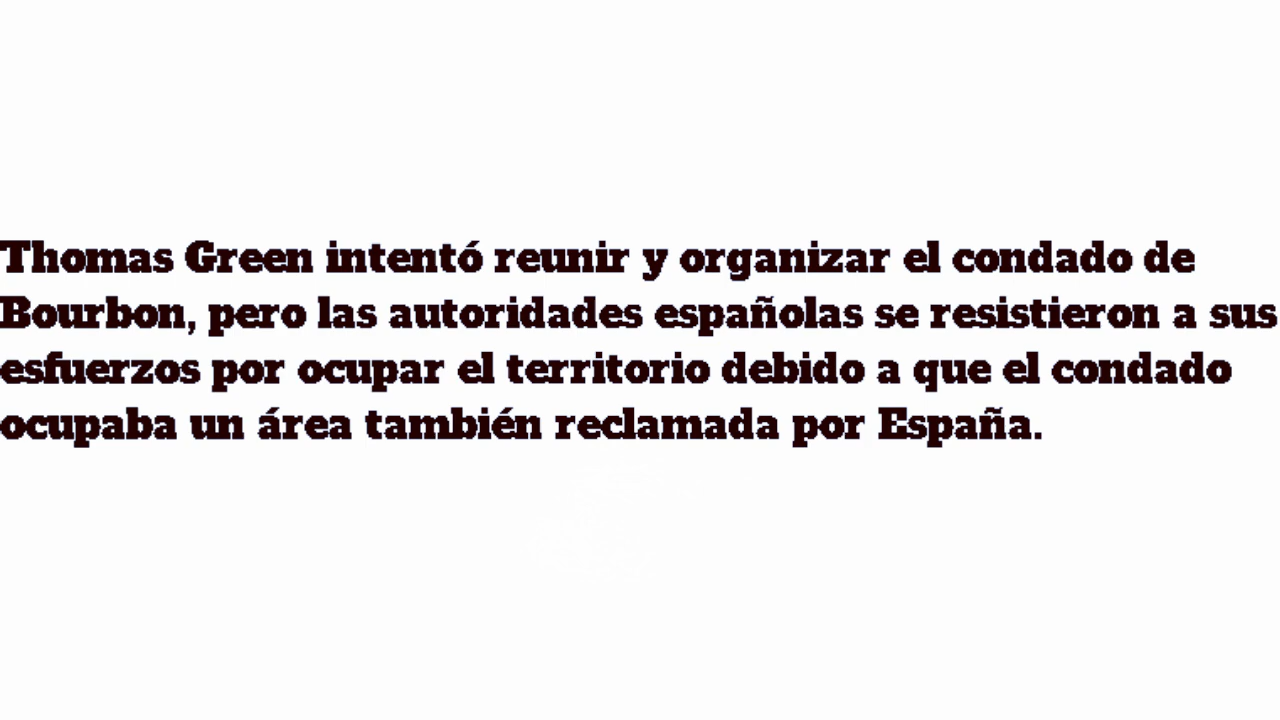 Thomas Green intentó reunir y organizar el condado de
Bourbon, pero las autoridades españolas se resistieron a sus
esfuerzos por ocupar el territorio debido a que el condado
ocupaba un área también reclamada por España.